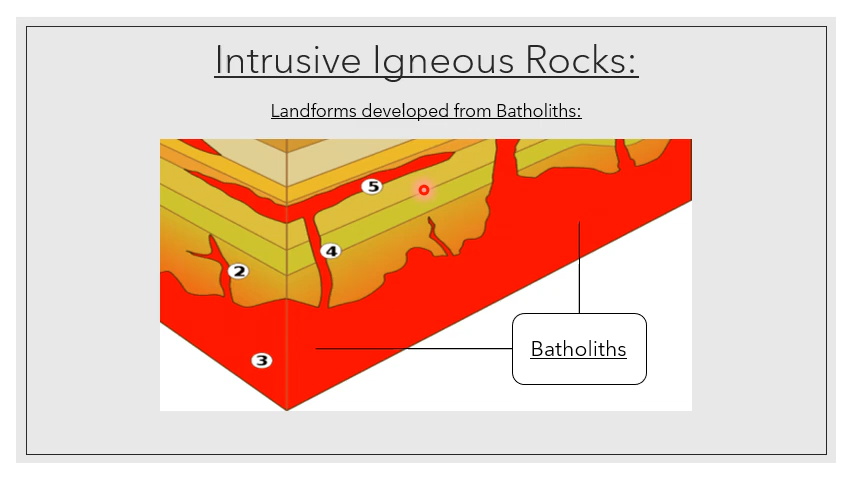 Intrusive Igneous Rocks:
Landforms developed from Batholiths:
5
4
2
3
Batholiths